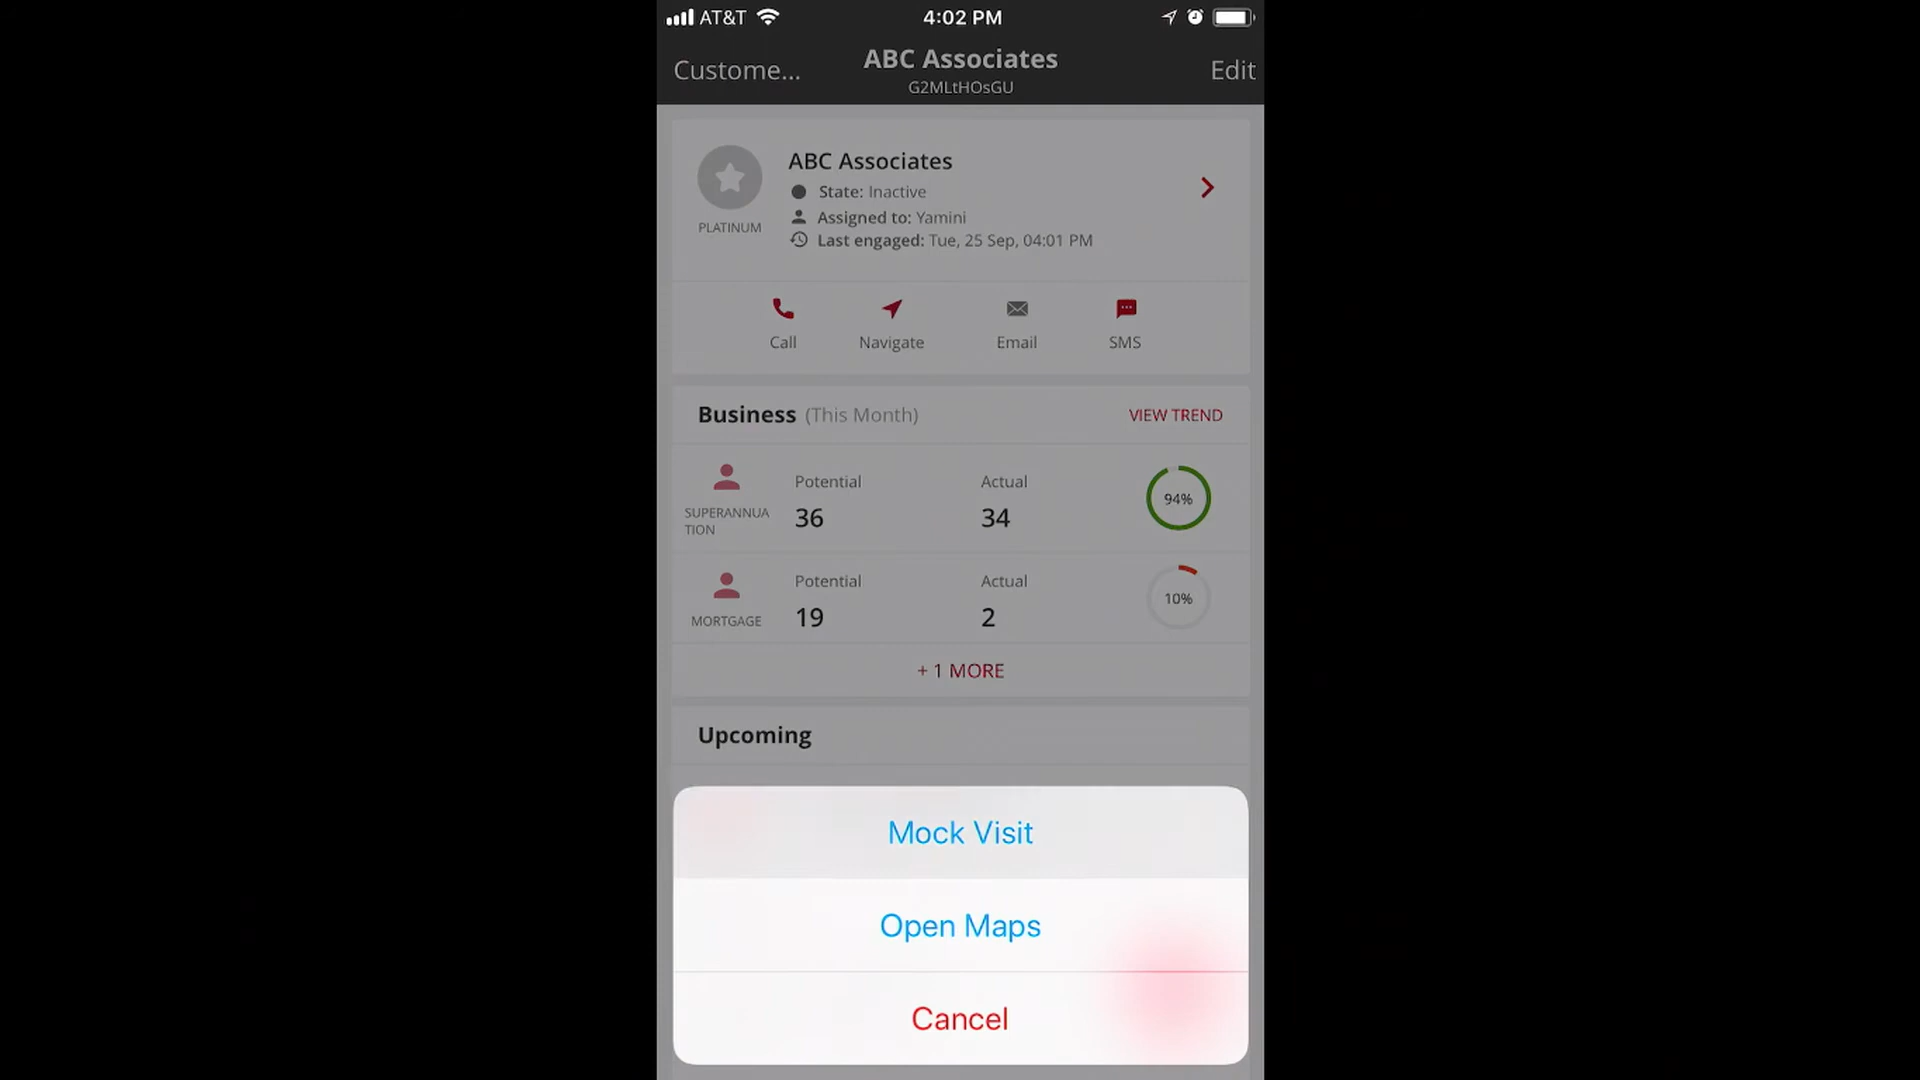 AT&T 4:02 PM
Custome... ABC Associates Edit
G2MLtHOsGU
ABC Associates
State: Inactive
Assigned to: Yamini
Last engaged: Tue, 25 Sep, 04:01 PM
PLATINUM
Call Navigate Email SMS
Business (This Month) VIEW TREND
Potential Actual
SUPERANNUA
TION
36 34 94%
Potential Actual
MORTGAGE 19 2 10%
+ 1 MORE
Upcoming
Mock Visit
Open Maps
Cancel